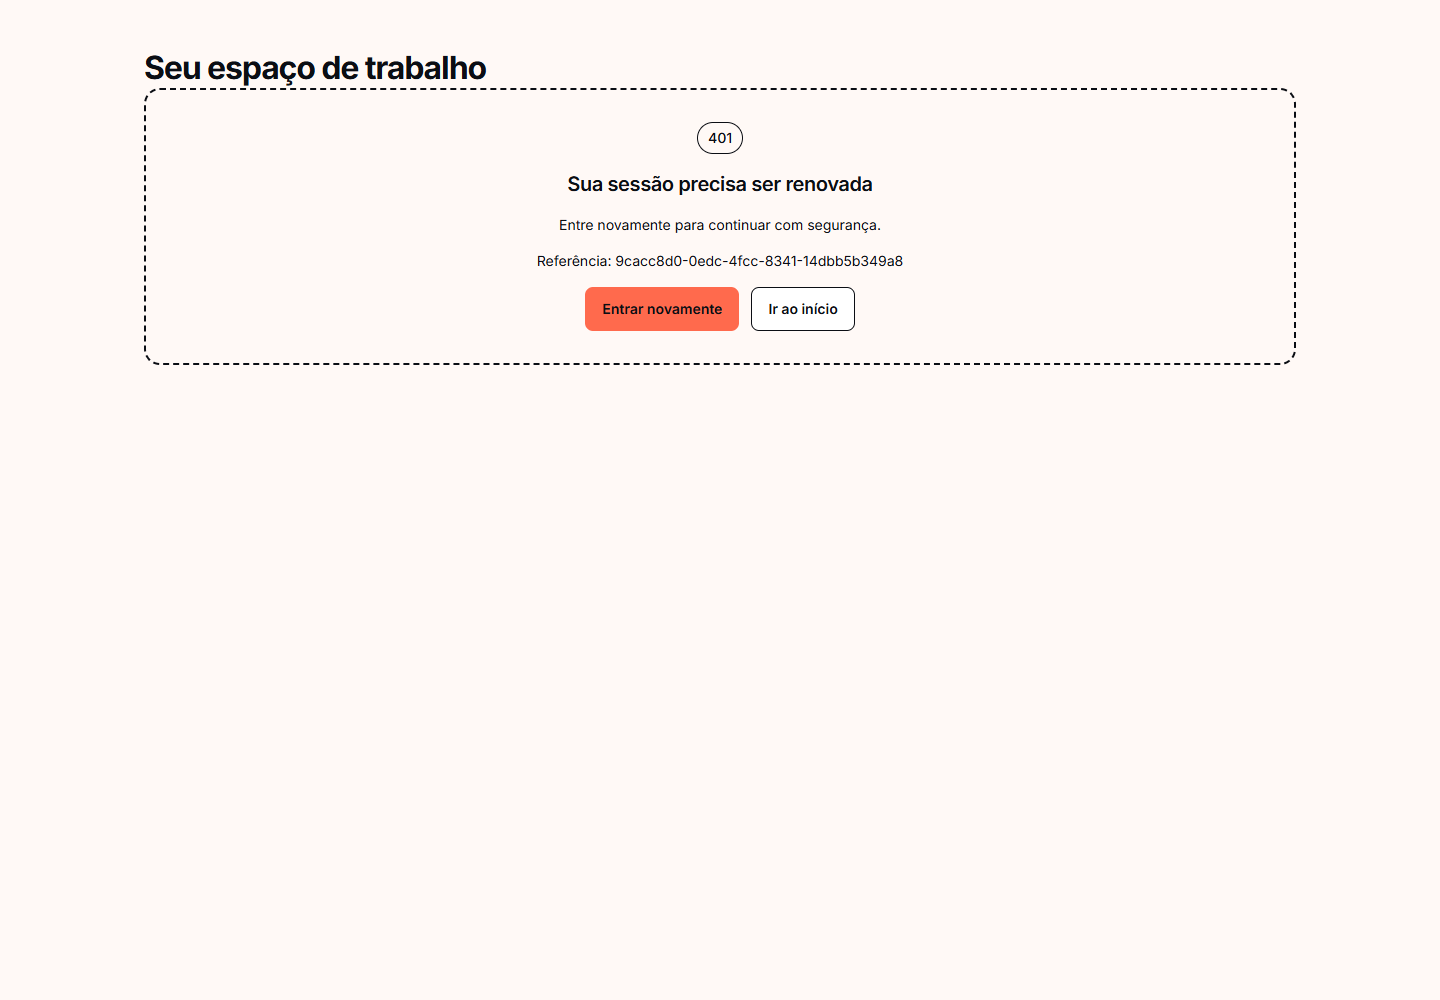 Seu espaço de trabalho
401
Sua sessão precisa ser renovada
Entre novamente para continuar com segurança.
Referência: 9cacc8d0-0edc-4fcc-8341-14dbb5b349a8
Entrar novamente
Ir ao início